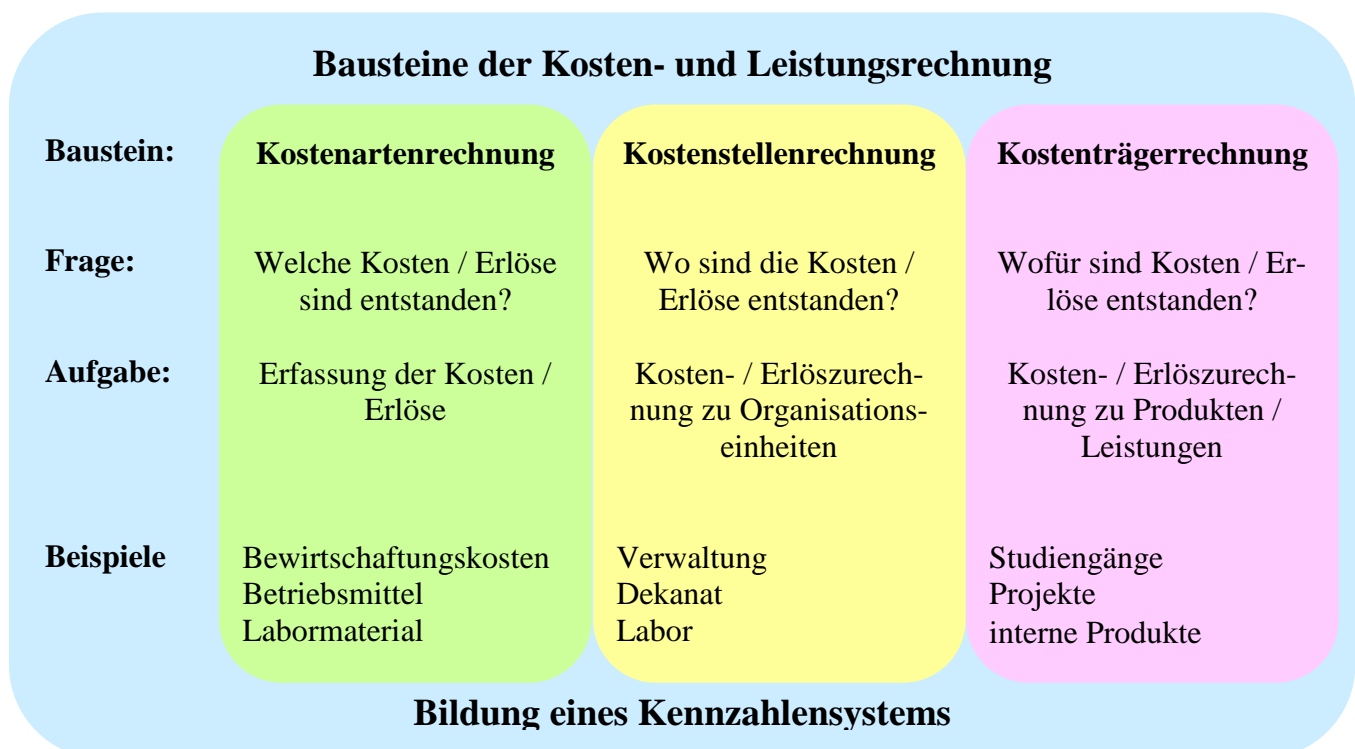 Bausteine der Kosten- und Leistungsrechnung
Baustein: Kostenartenrechnung Kostenstellenrechnung Kostenträgerrechnung
Frage: Welche Kosten / Erlöse Wo sind die Kosten / Wofür sind Kosten / Er-
sind entstanden? Erlöse entstanden? löse entstanden?
Aufgabe: Erfassung der Kosten / Kosten- / Erlöszurech- Kosten- / Erlöszurech-
Erlöse nung zu Organisations- nung zu Produkten /
einheiten Leistungen
Beispiele Bewirtschaftungskosten Verwaltung Studiengänge
Betriebsmittel Dekanat Projekte
Labormaterial Labor interne Produkte
Bildung eines Kennzahlensystems